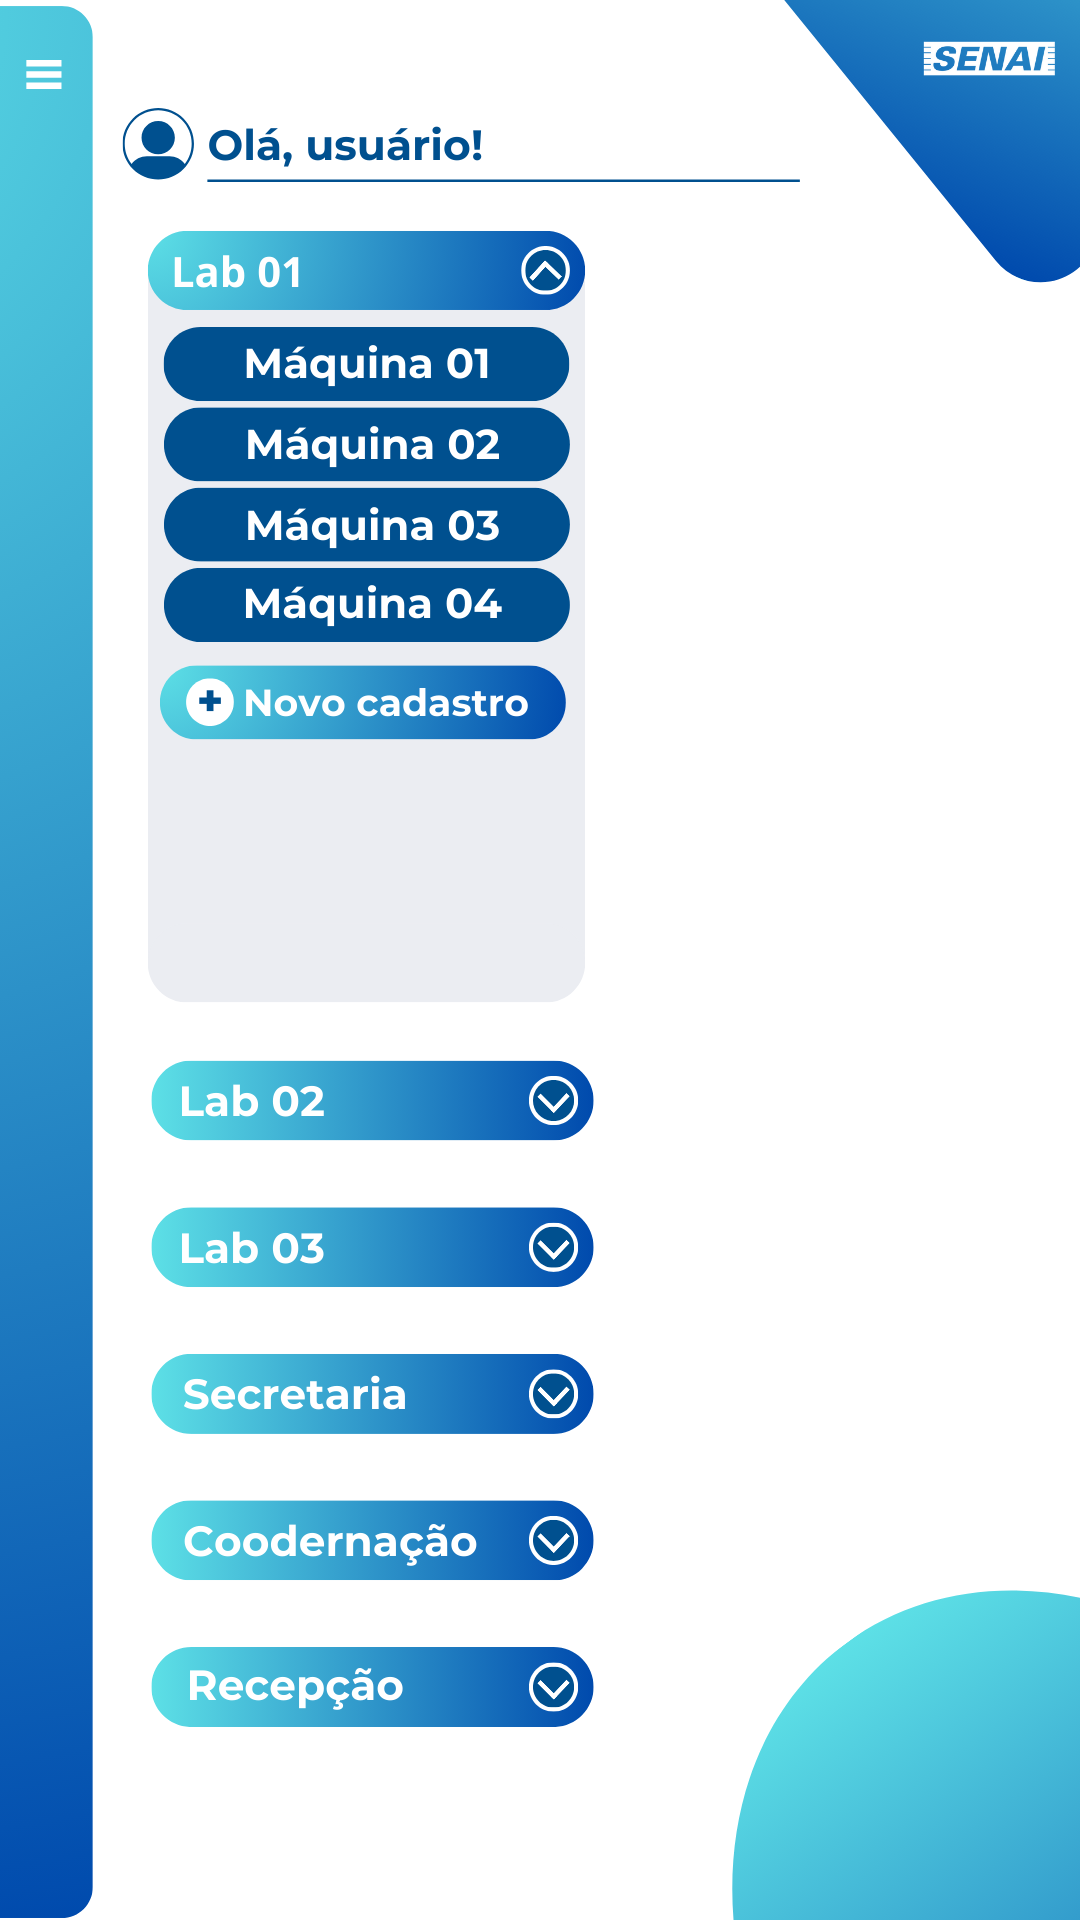 SENAI
Olá, usuário!
Lab 01
Máquina 01
Máquina 02
Máquina 03
Máquina 04
+ Novo cadastro
Lab 02
Lab 03
Secretaria
Coodernação
Recepção